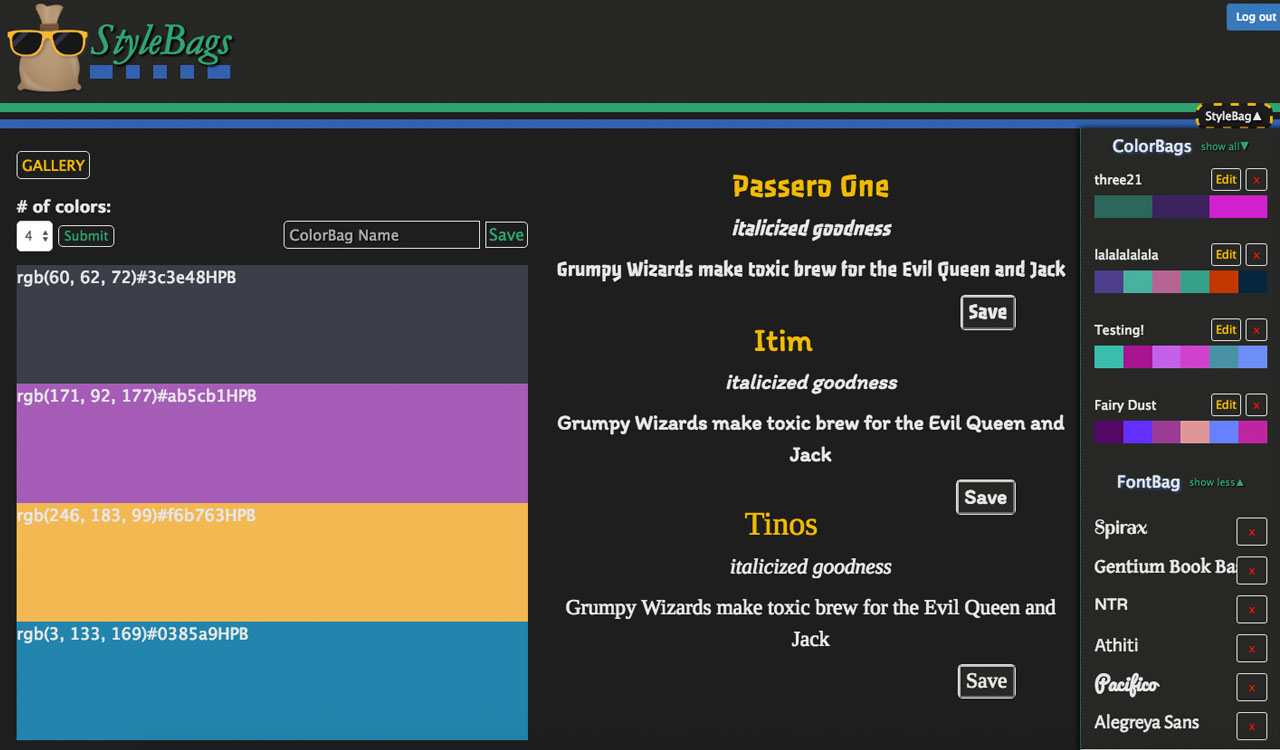 StyleBags
Log out
StyleBag▲
GALLERY
# of colors:
4
Submit
ColorBag Name
Save
rgb(60, 62, 72)#3c3e48HPB
rgb(171, 92, 177)#ab5cb1HPB
rgb(246, 183, 99)#f6b763HPB
rgb(3, 133, 169)#0385a9HPB
Passero One
italicized goodness
Grumpy Wizards make toxic brew for the Evil Queen and Jack
Save
Itim
italicized goodness
Grumpy Wizards make toxic brew for the Evil Queen and
Jack
Save
Tinos
italicized goodness
Grumpy Wizards make toxic brew for the Evil Queen and
Jack
Save
ColorBags show all▼
three21 Edit x
lalalalalala Edit x
Testing! Edit x
Fairy Dust Edit x
FontBag show less▲
Spirax x
Gentium Book Ba x
NTR x
Athiti x
Pacifico x
Alegreya Sans x